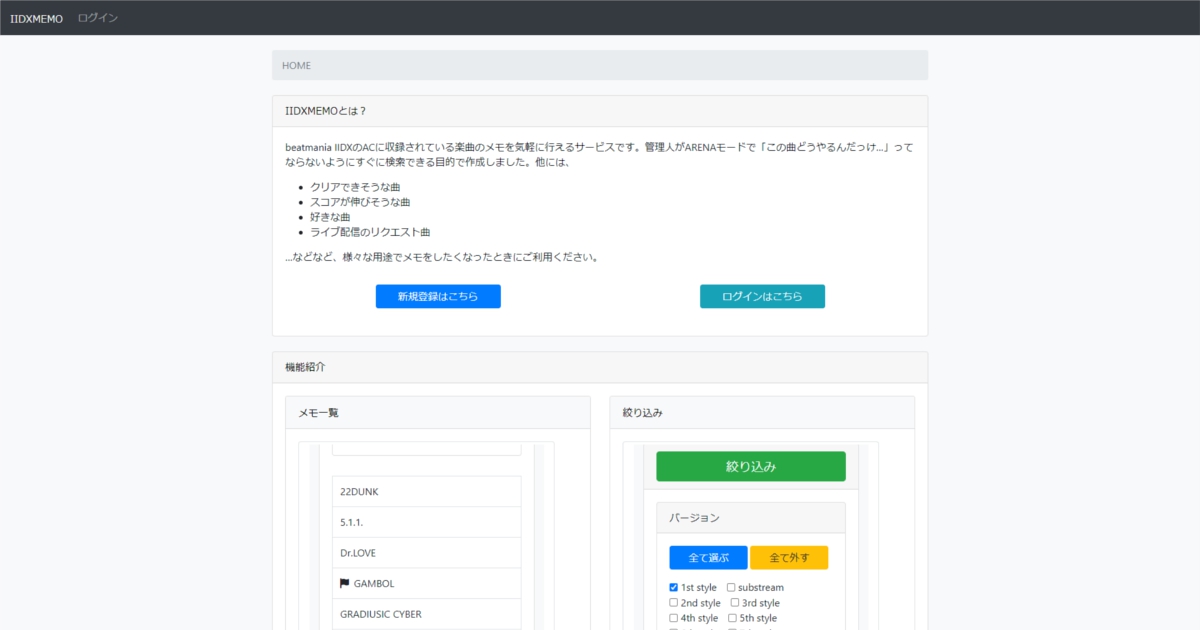 IIDXMEMO ログイン
HOME
IIDXMEMOとは？
beatmania IIDXのACに収録されている楽曲のメモを気軽に行えるサービスです。管理人がARENAモードで「この曲どうやるんだっけ...」って
ならないようにすぐに検索できる目的で作成しました。他には、
クリアできそうな曲
スコアが伸びそうな曲
好きな曲
ライブ配信のリクエスト曲
...などなど、様々な用途でメモをしたくなったときにご利用ください。
新規登録はこちら
ログインはこちら
機能紹介
メモ一覧
22DUNK
5.1.1.
Dr.LOVE
GAMBOL
GRADIUSIC CYBER
絞り込み
絞り込み
バージョン
全て選ぶ 全て外す
1st style substream
2nd style 3rd style
4th style 5th style